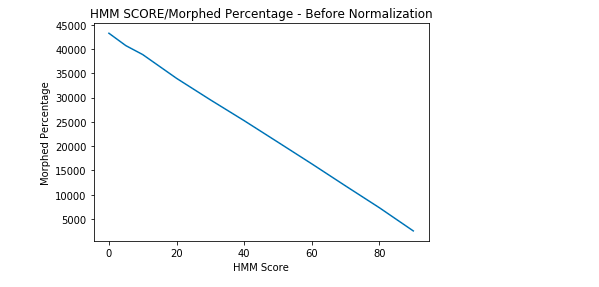 HMM SCORE/Morphed Percentage - Before Normalization
45000
40000
35000
30000
25000
20000
15000
10000
5000
Morphed Percentage
0 20 40 60 80
HMM Score